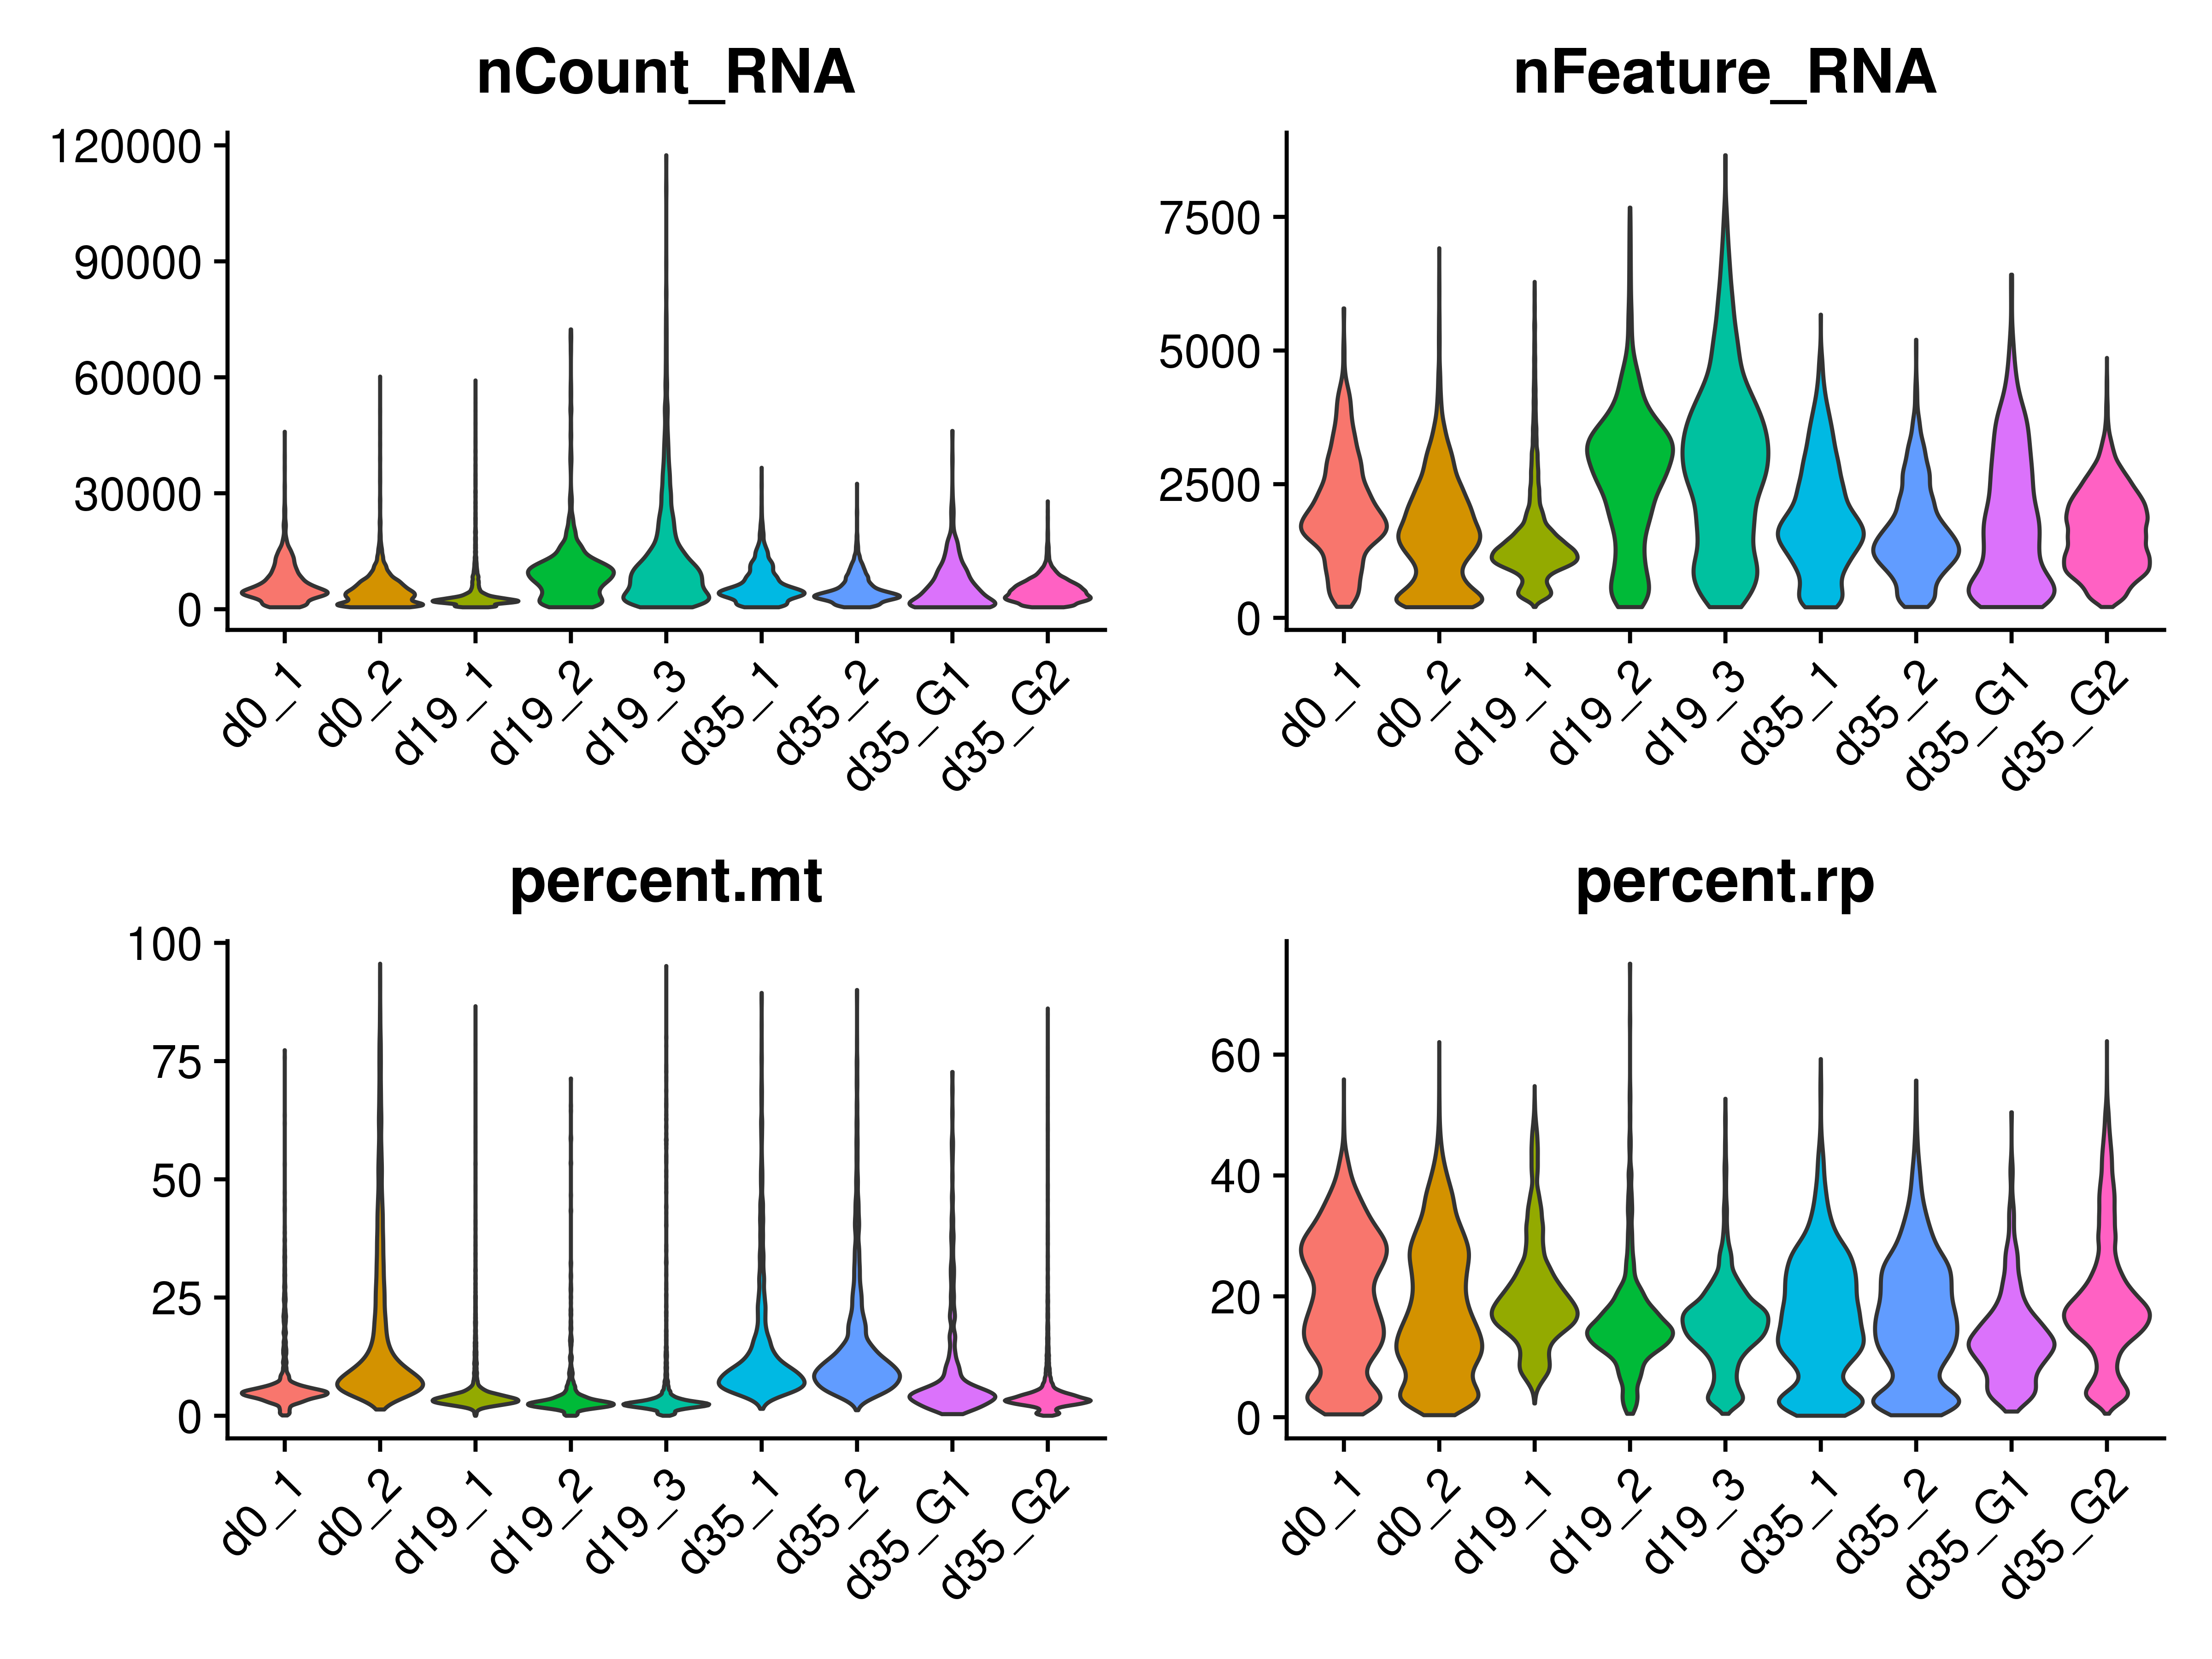 nCount_RNA
120000
90000
60000
30000
0
d0_1
d0_2
d19_1
d19_2
d19_3
d35_1
d35_2
d35_G1
d35_G2
nFeature_RNA
7500
5000
2500
0
d0_1
d0_2
d19_1
d19_2
d19_3
d35_1
d35_2
d35_G1
d35_G2
percent.mt
100
75
50
25
0
d0_1
d0_2
d19_1
d19_2
d19_3
d35_1
d35_2
d35_G1
d35_G2
percent.rp
60
40
20
0
d0_1
d0_2
d19_1
d19_2
d19_3
d35_1
d35_2
d35_G1
d35_G2